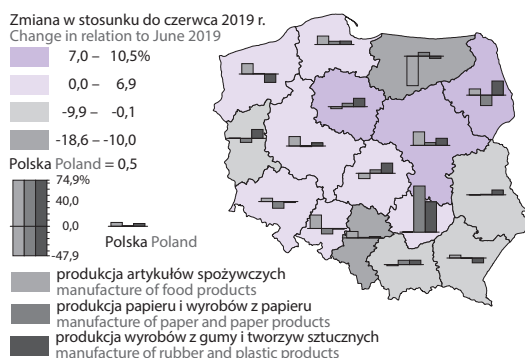 Zmiana w stosunku do czerwca 2019 r.
Change in relation to June 2019
7,0 – 10,5%
0,0 – 6,9
-9,9 – -0,1
-18,6 – -10,0
Polska Poland = 0,5
74,9%
40,0
0,0
-47,9
Polska Poland
produkcja artykułów spożywczych
manufacture of food products
produkcja papieru i wyrobów z papieru
manufacture of paper and paper products
produkcja wyrobów z gumy i tworzyw sztucznych
manufacture of rubber and plastic products